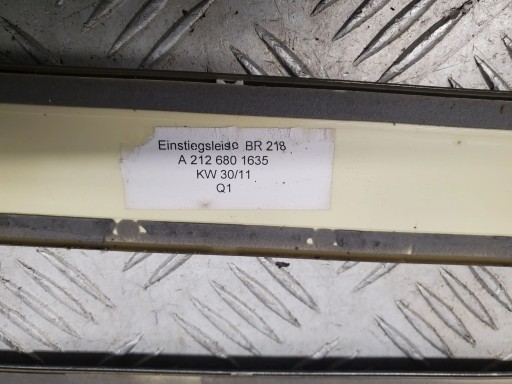 Einstiegsleiste BR 218
A 212 680 1635
KW 30/11
Q1